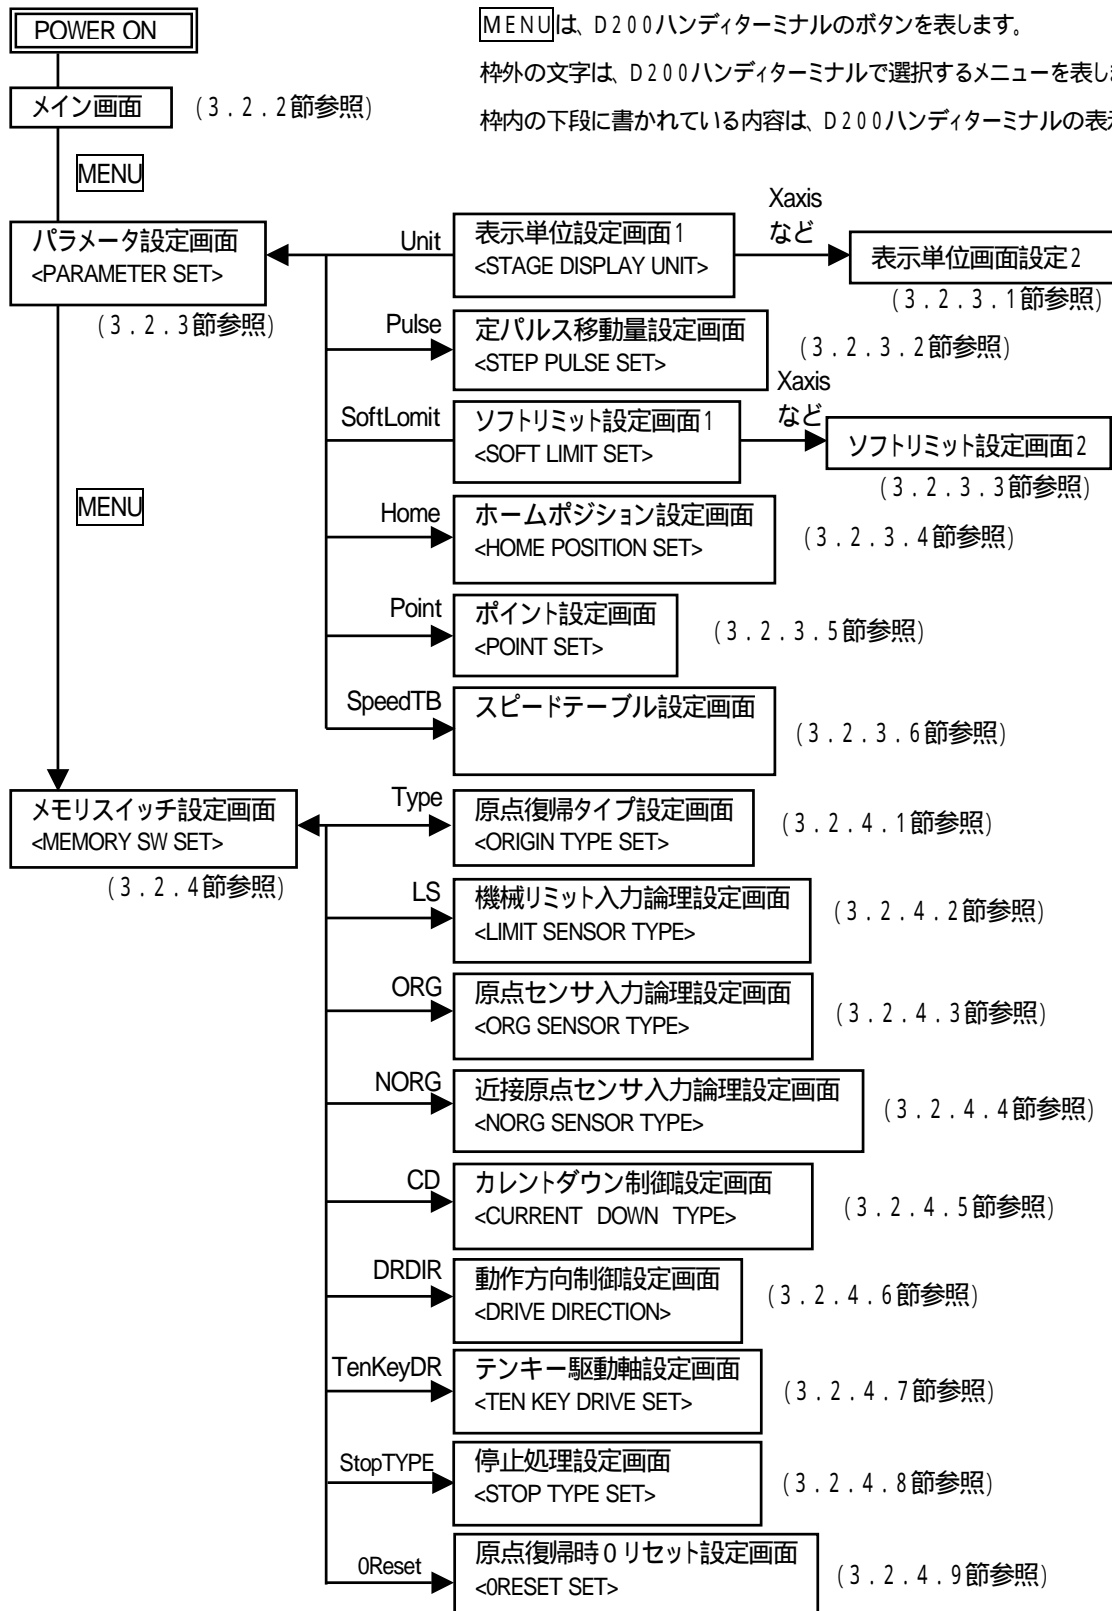 POWER ON
MENUは、D200ハンディターミナルのボタンを表します。
枠外の文字は、D200ハンディターミナルで選択するメニューを表し
枠内の下段に書かれている内容は、D200ハンディターミナルの表
メイン画面
(3.2.2節参照)
MENU
パラメータ設定画面
<PARAMETER SET>
(3.2.3節参照)
Unit
表示単位設定画面1
<STAGE DISPLAY UNIT>
Xaxis
など
表示単位画面設定2
(3.2.3.1節参照)
Pulse
定パルス移動量設定画面
<STEP PULSE SET>
(3.2.3.2節参照)
SoftLomit
ソフトリミット設定画面1
<SOFT LIMIT SET>
Xaxis
など
ソフトリミット設定画面2
(3.2.3.3節参照)
MENU
Home
ホームポジション設定画面
<HOME POSITION SET>
(3.2.3.4節参照)
Point
ポイント設定画面
<POINT SET>
(3.2.3.5節参照)
SpeedTB
スピードテーブル設定画面
(3.2.3.6節参照)
メモリスイッチ設定画面
<MEMORY SW SET>
(3.2.4節参照)
Type
原点復帰タイプ設定画面
<ORIGIN TYPE SET>
(3.2.4.1節参照)
LS
機械リミット入力論理設定画面
<LIMIT SENSOR TYPE>
(3.2.4.2節参照)
ORG
原点センサ入力論理設定画面
<ORG SENSOR TYPE>
(3.2.4.3節参照)
NORG
近接原点センサ入力論理設定画面
<NORG SENSOR TYPE>
(3.2.4.4節参照)
CD
カレントダウン制御設定画面
<CURRENT DOWN TYPE>
(3.2.4.5節参照)
DRDIR
動作方向制御設定画面
<DRIVE DIRECTION>
(3.2.4.6節参照)
TenKeyDR
テンキー駆動軸設定画面
<TEN KEY DRIVE SET>
(3.2.4.7節参照)
StopTYPE
停止処理設定画面
<STOP TYPE SET>
(3.2.4.8節参照)
0Reset
原点復帰時0リセット設定画面
<0RESET SET>
(3.2.4.9節参照)